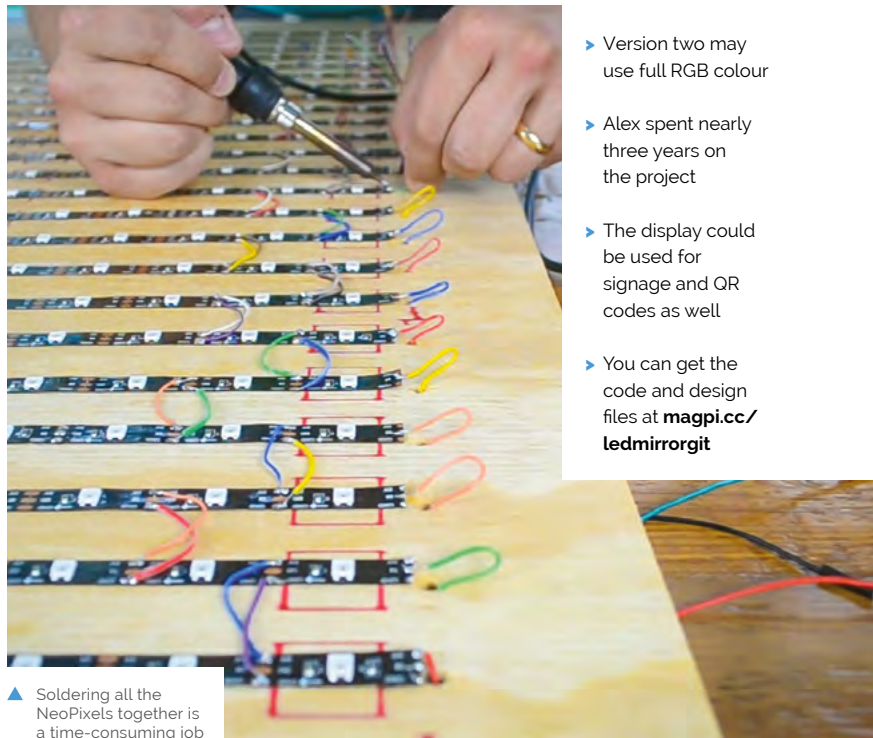 > Version two may
use full RGB colour
> Alex spent nearly
three years on
the project
> The display could
be used for
signage and QR
codes as well
> You can get the
code and design
files at magpi.cc/
ledmirrorgit
▲ Soldering all the
NeoPixels together is
a time-consuming job